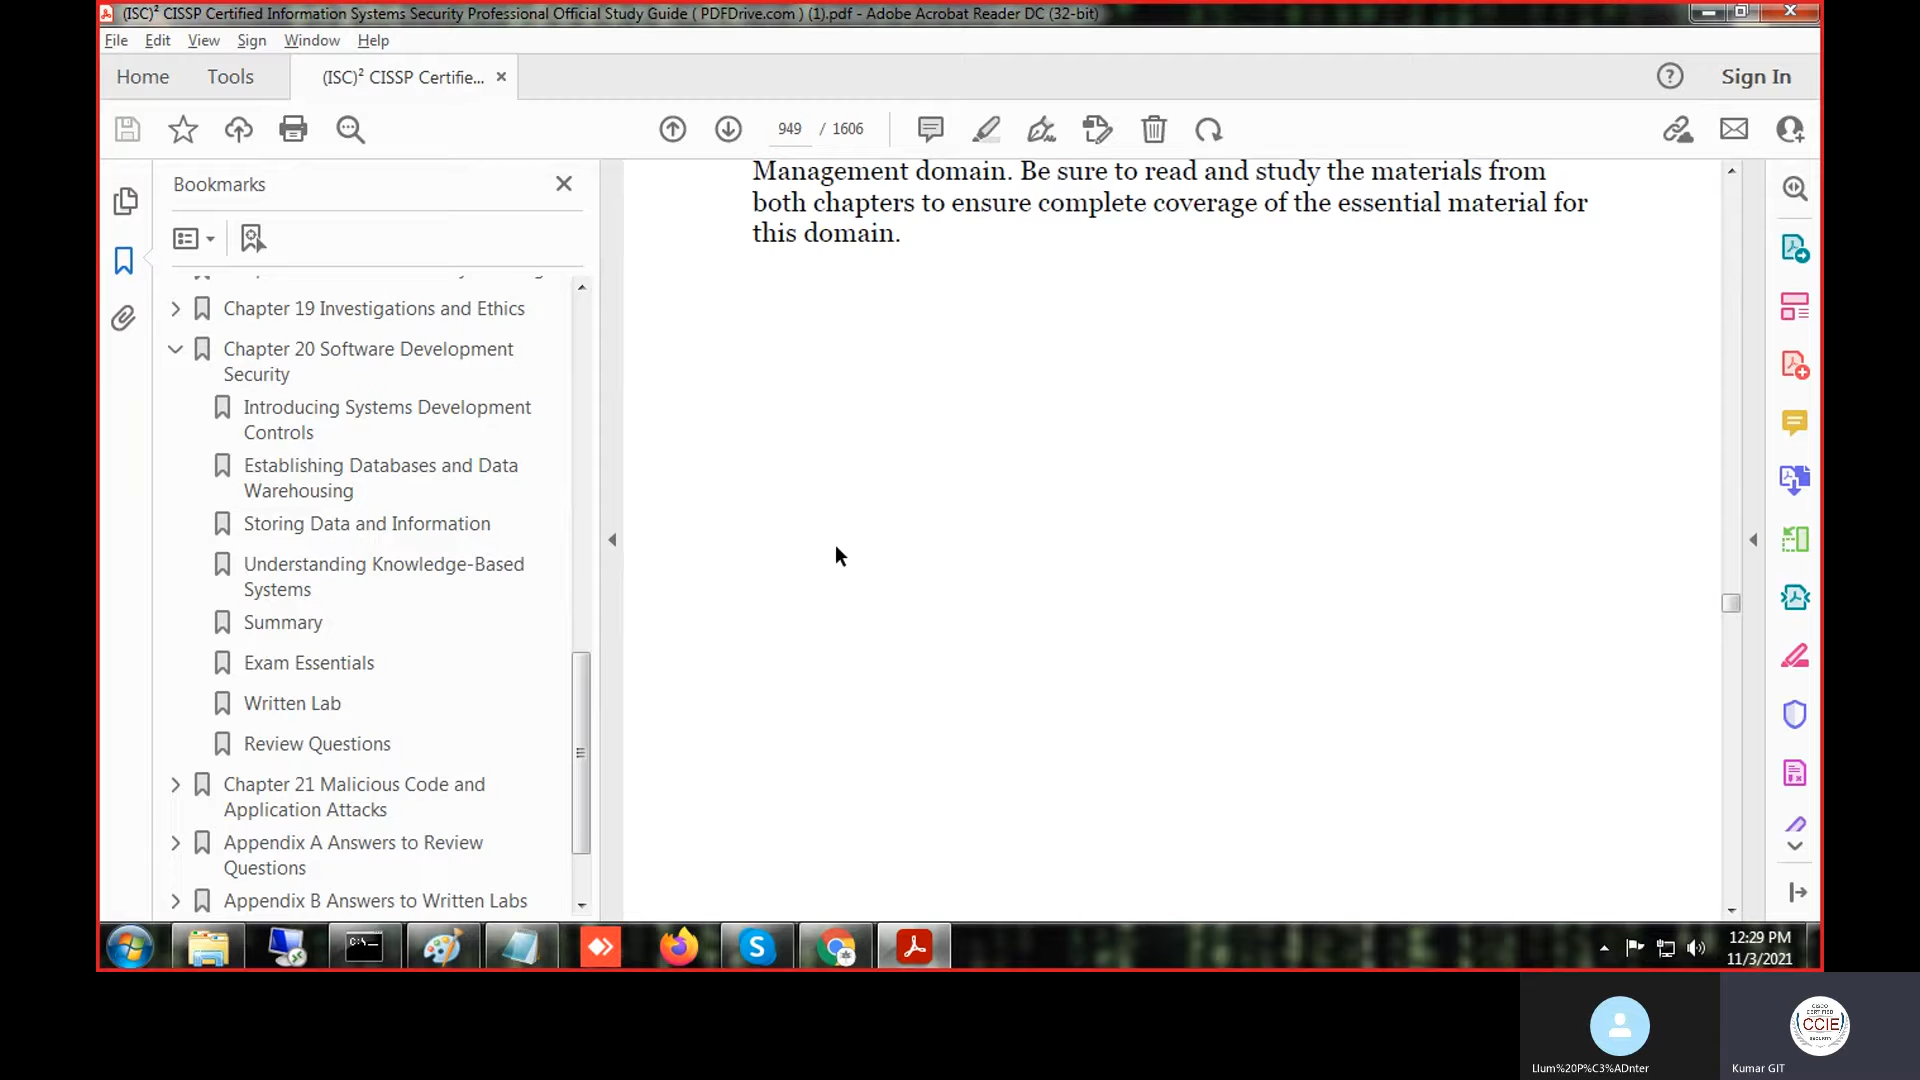 (ISC)² CISSP Certified Information Systems Security Professional Official Study Guide ( PDFDrive.com ) (1).pdf - Adobe Acrobat Reader DC (32-bit)
File Edit View Sign Window Help
Home Tools (ISC)² CISSP Certifie... Sign In
949 / 1606
Bookmarks
Chapter 19 Investigations and Ethics
Chapter 20 Software Development
Security
Introducing Systems Development
Controls
Establishing Databases and Data
Warehousing
Storing Data and Information
Understanding Knowledge-Based
Systems
Summary
Exam Essentials
Written Lab
Review Questions
Chapter 21 Malicious Code and
Application Attacks
Appendix A Answers to Review
Questions
Appendix B Answers to Written Labs
Management domain. Be sure to read and study the materials from
both chapters to ensure complete coverage of the essential material for
this domain.
12:29 PM
11/3/2021
CISCO
CERTIFIED
CCIE
SECURITY
Llum%20P%C3%ADnter
Kumar GIT